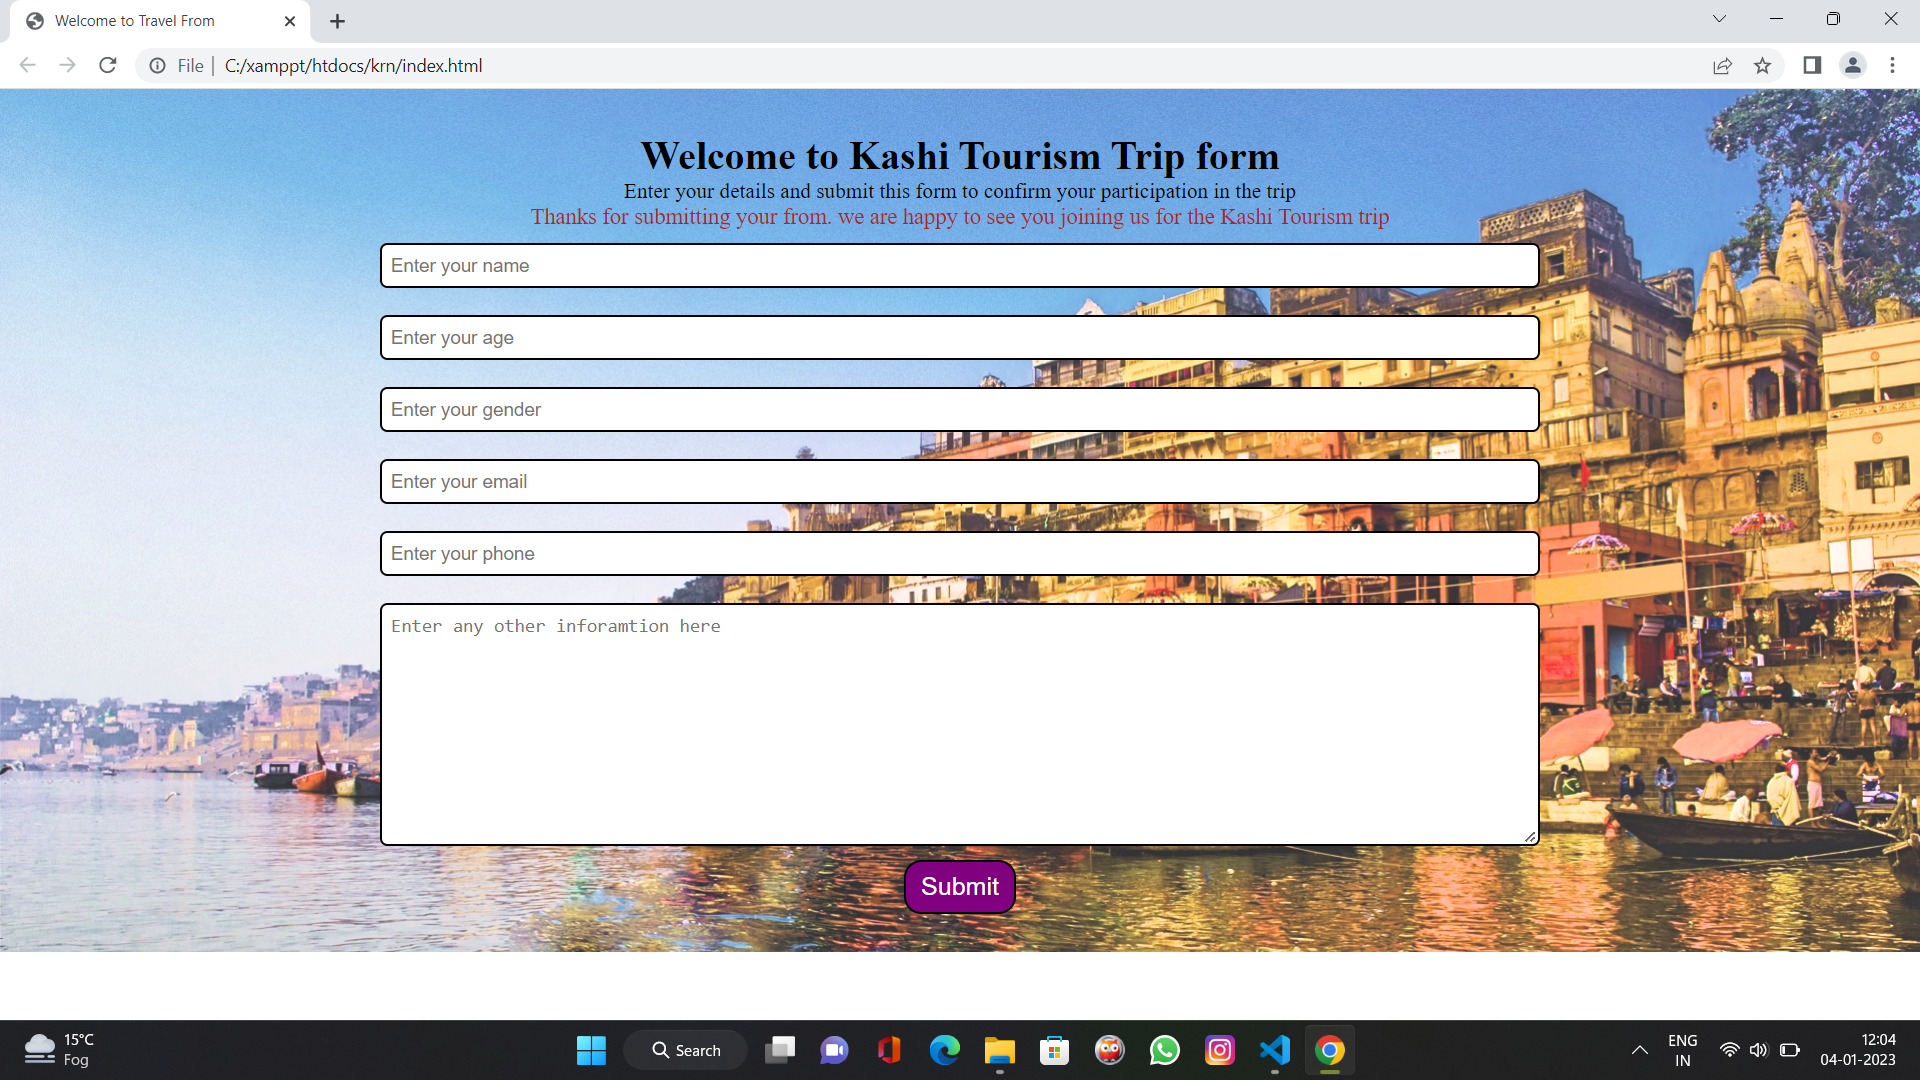 Welcome to Travel From
File
C:/xamppt/htdocs/krn/index.html
Welcome to Kashi Tourism Trip form
Enter your details and submit this form to confirm your participation in the trip
Thanks for submitting your from. we are happy to see you joining us for the Kashi Tourism trip
Enter your name
Enter your age
Enter your gender
Enter your email
Enter your phone
Enter any other inforamtion here
Submit
15°C
Fog
Search
ENG
IN
12:04
04-01-2023